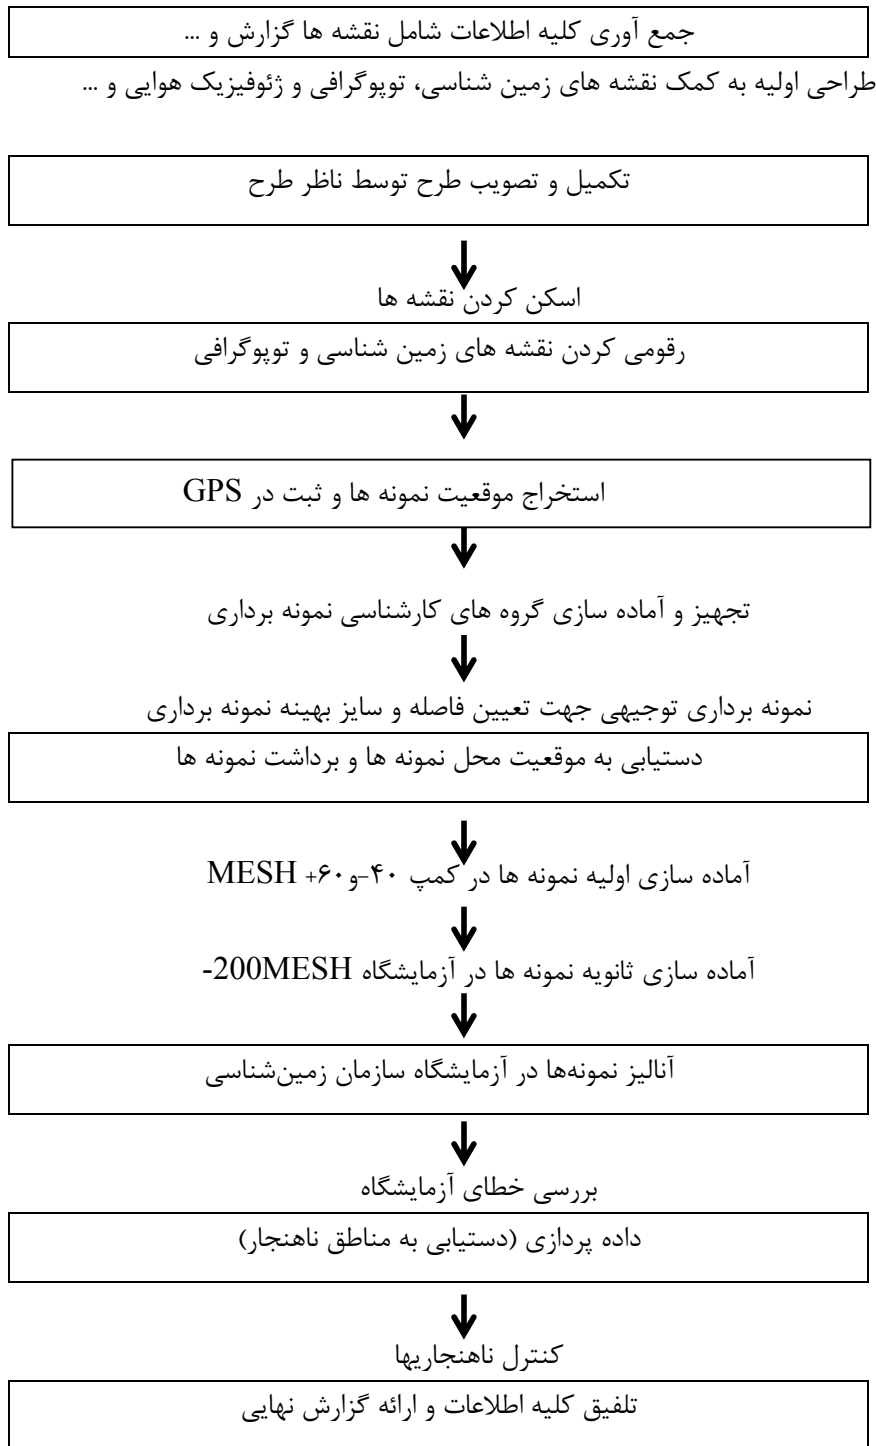 جمع آوری کلیه اطلاعات شامل نقشه ها گزارش و ...
طراحی اولیه به کمک نقشه های زمین شناسی، توپوگرافی و ژئوفیزیک هوایی و ...
تکمیل و تصویب طرح توسط ناظر طرح
اسکن کردن نقشه ها
رقومی کردن نقشه های زمین شناسی و توپوگرافی
استخراج موقعیت نمونه ها و ثبت در GPS
تجهیز و آماده سازی گروه های کارشناسی نمونه برداری
نمونه برداری توجیهی جهت تعیین فاصله و سایز بهینه نمونه برداری
دستیابی به موقعیت محل نمونه ها و برداشت نمونه ها
آماده سازی اولیه نمونه ها در کمپ ۴۰-و۶۰+ MESH
آماده سازی ثانویه نمونه ها در آزمایشگاه 200MESH-
آنالیز نمونه‌ها در آزمایشگاه سازمان زمین‌شناسی
بررسی خطای آزمایشگاه
داده پردازی (دستیابی به مناطق ناهنجار)
کنترل ناهنجاریها
تلفیق کلیه اطلاعات و ارائه گزارش نهایی